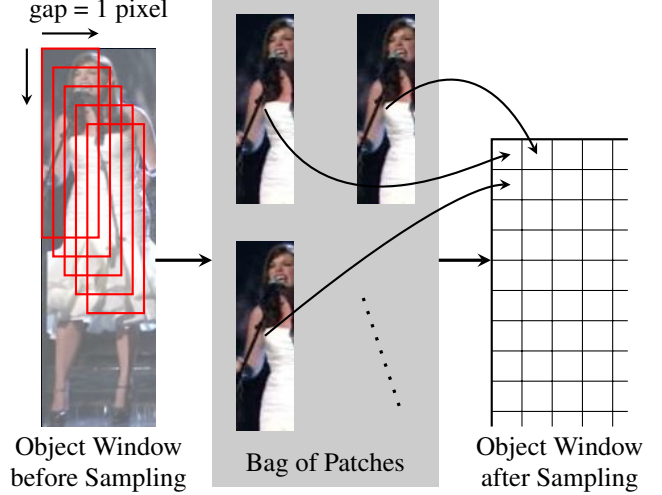 gap = 1 pixel
Object Window
before Sampling
Bag of Patches
Object Window
after Sampling